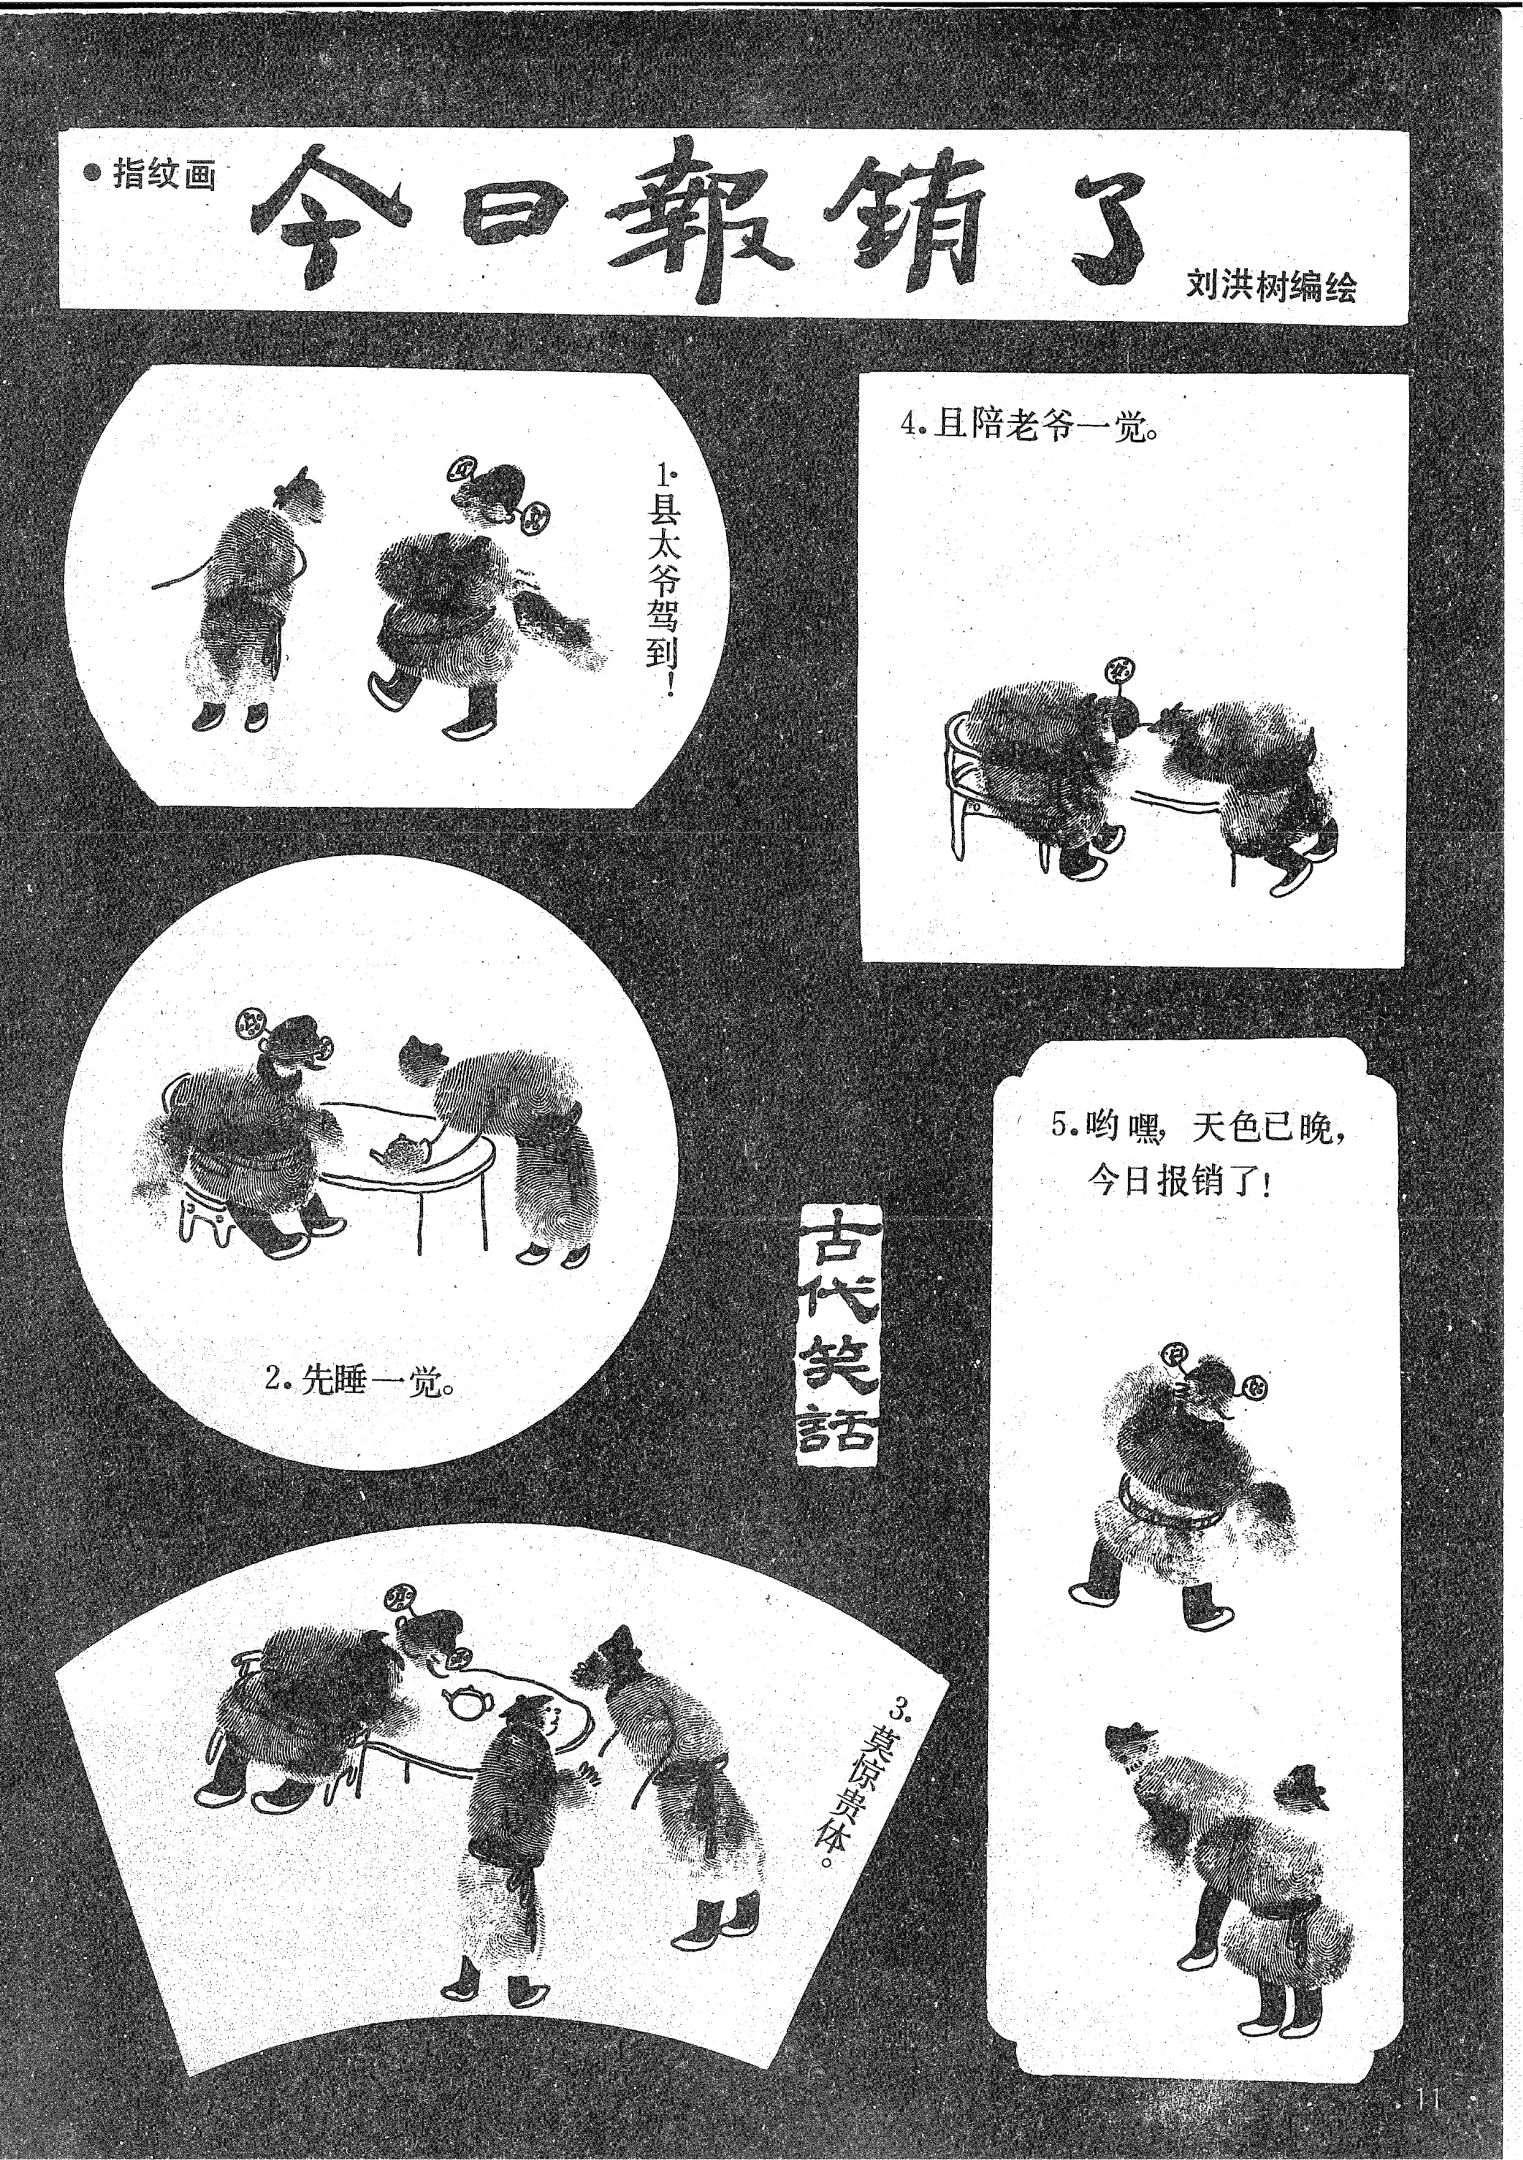 •指纹画
今日報销了
刘洪树编绘
1.县太爷驾到!
2.先睡一觉。
3.莫惊贵体。
4.且陪老爷一觉。
5.哟嘿,天色已晚,
今日报销了!
古代笑話
11